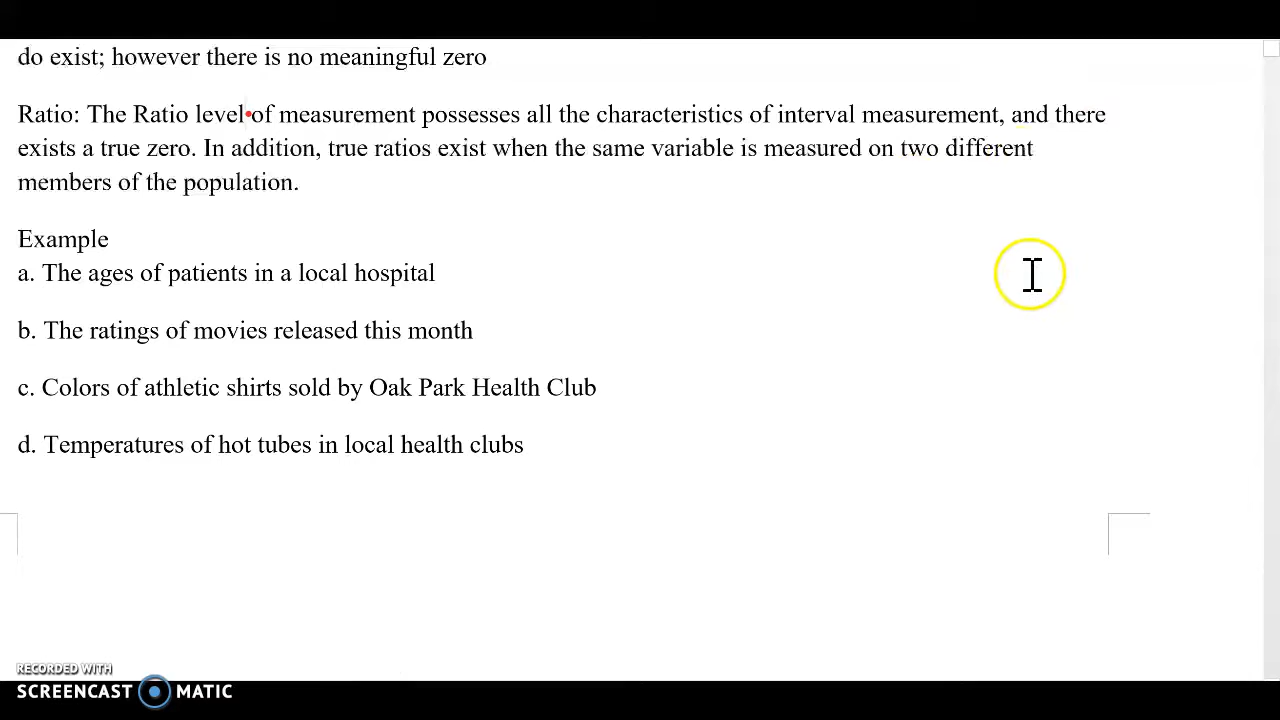 do exist; however there is no meaningful zero
Ratio: The Ratio level of measurement possesses all the characteristics of interval measurement, and there
exists a true zero. In addition, true ratios exist when the same variable is measured on two different
members of the population.
Example
a. The ages of patients in a local hospital
b. The ratings of movies released this month
c. Colors of athletic shirts sold by Oak Park Health Club
d. Temperatures of hot tubes in local health clubs
RECORDED WITH
SCREENCAST MATIC